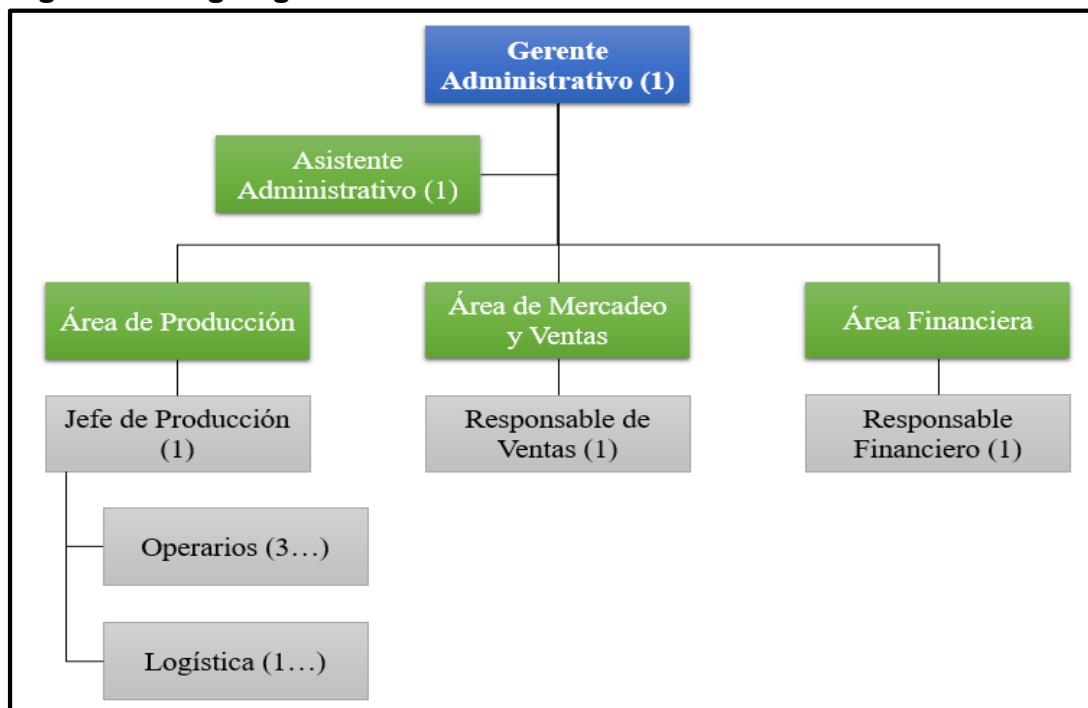 Gerente
Administrativo (1)
Asistente
Administrativo (1)
Área de Producción
Área de Mercadeo
y Ventas
Área Financiera
Jefe de Producción
(1)
Responsable de
Ventas (1)
Responsable
Financiero (1)
Operarios (3…)
Logística (1…)